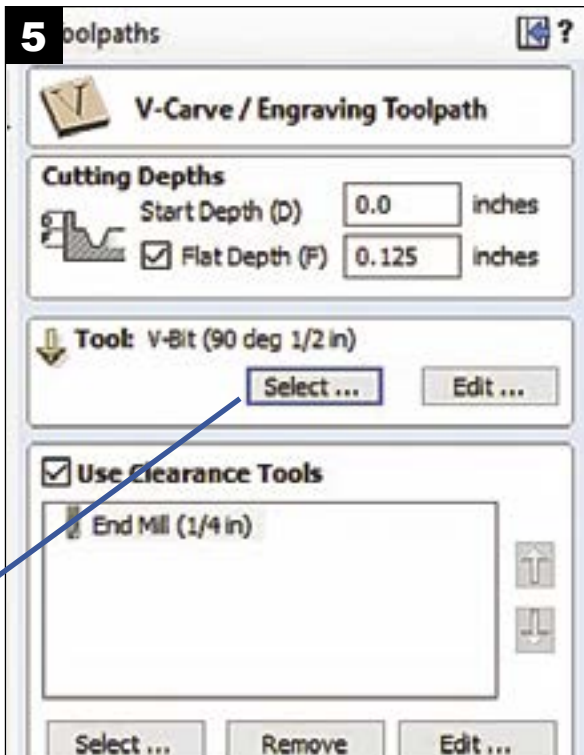 5
oolpaths
?
V-Carve / Engraving Toolpath
Cutting Depths
Start Depth (D) 0.0 inches
Flat Depth (F) 0.125 inches
Tool: V-Bit (90 deg 1/2 in)
Select ... Edit ...
Use Clearance Tools
End Mill (1/4 in)
Select ... Remove Edit ...